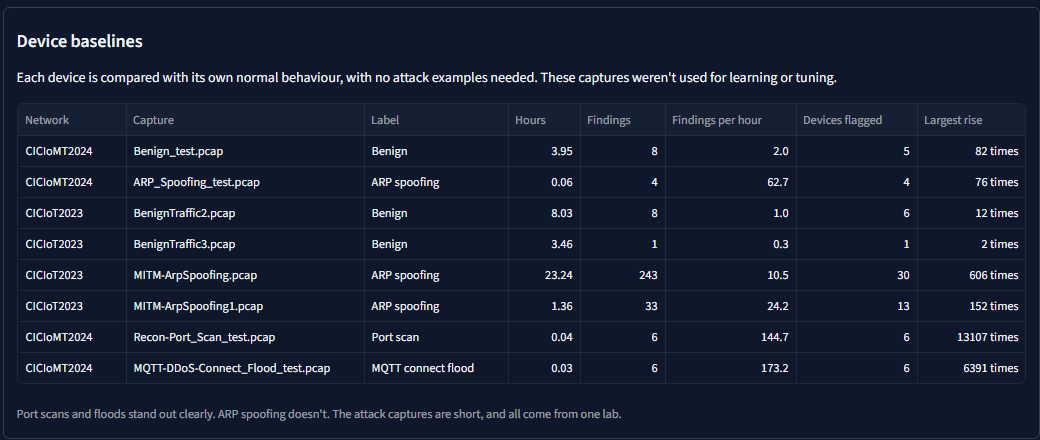 Device baselines
Each device is compared with its own normal behaviour, with no attack examples needed. These captures weren't used for learning or tuning.
Network Capture Label Hours Findings Findings per hour Devices flagged Largest rise
CICIoMT2024 Benign_test.pcap Benign 3.95 8 2.0 5 82 times
CICIoMT2024 ARP_Spoofing_test.pcap ARP spoofing 0.06 4 62.7 4 76 times
CICIoT2023 BenignTraffic2.pcap Benign 8.03 8 1.0 6 12 times
CICIoT2023 BenignTraffic3.pcap Benign 3.46 1 0.3 1 2 times
CICIoT2023 MITM-ArpSpoofing.pcap ARP spoofing 23.24 243 10.5 30 606 times
CICIoT2023 MITM-ArpSpoofing1.pcap ARP spoofing 1.36 33 24.2 13 152 times
CICIoMT2024 Recon-Port_Scan_test.pcap Port scan 0.04 6 144.7 6 13107 times
CICIoMT2024 MQTT-DDoS-Connect_Flood_test.pcap MQTT connect flood 0.03 6 173.2 6 6391 times
Port scans and floods stand out clearly. ARP spoofing doesn't. The attack captures are short, and all come from one lab.